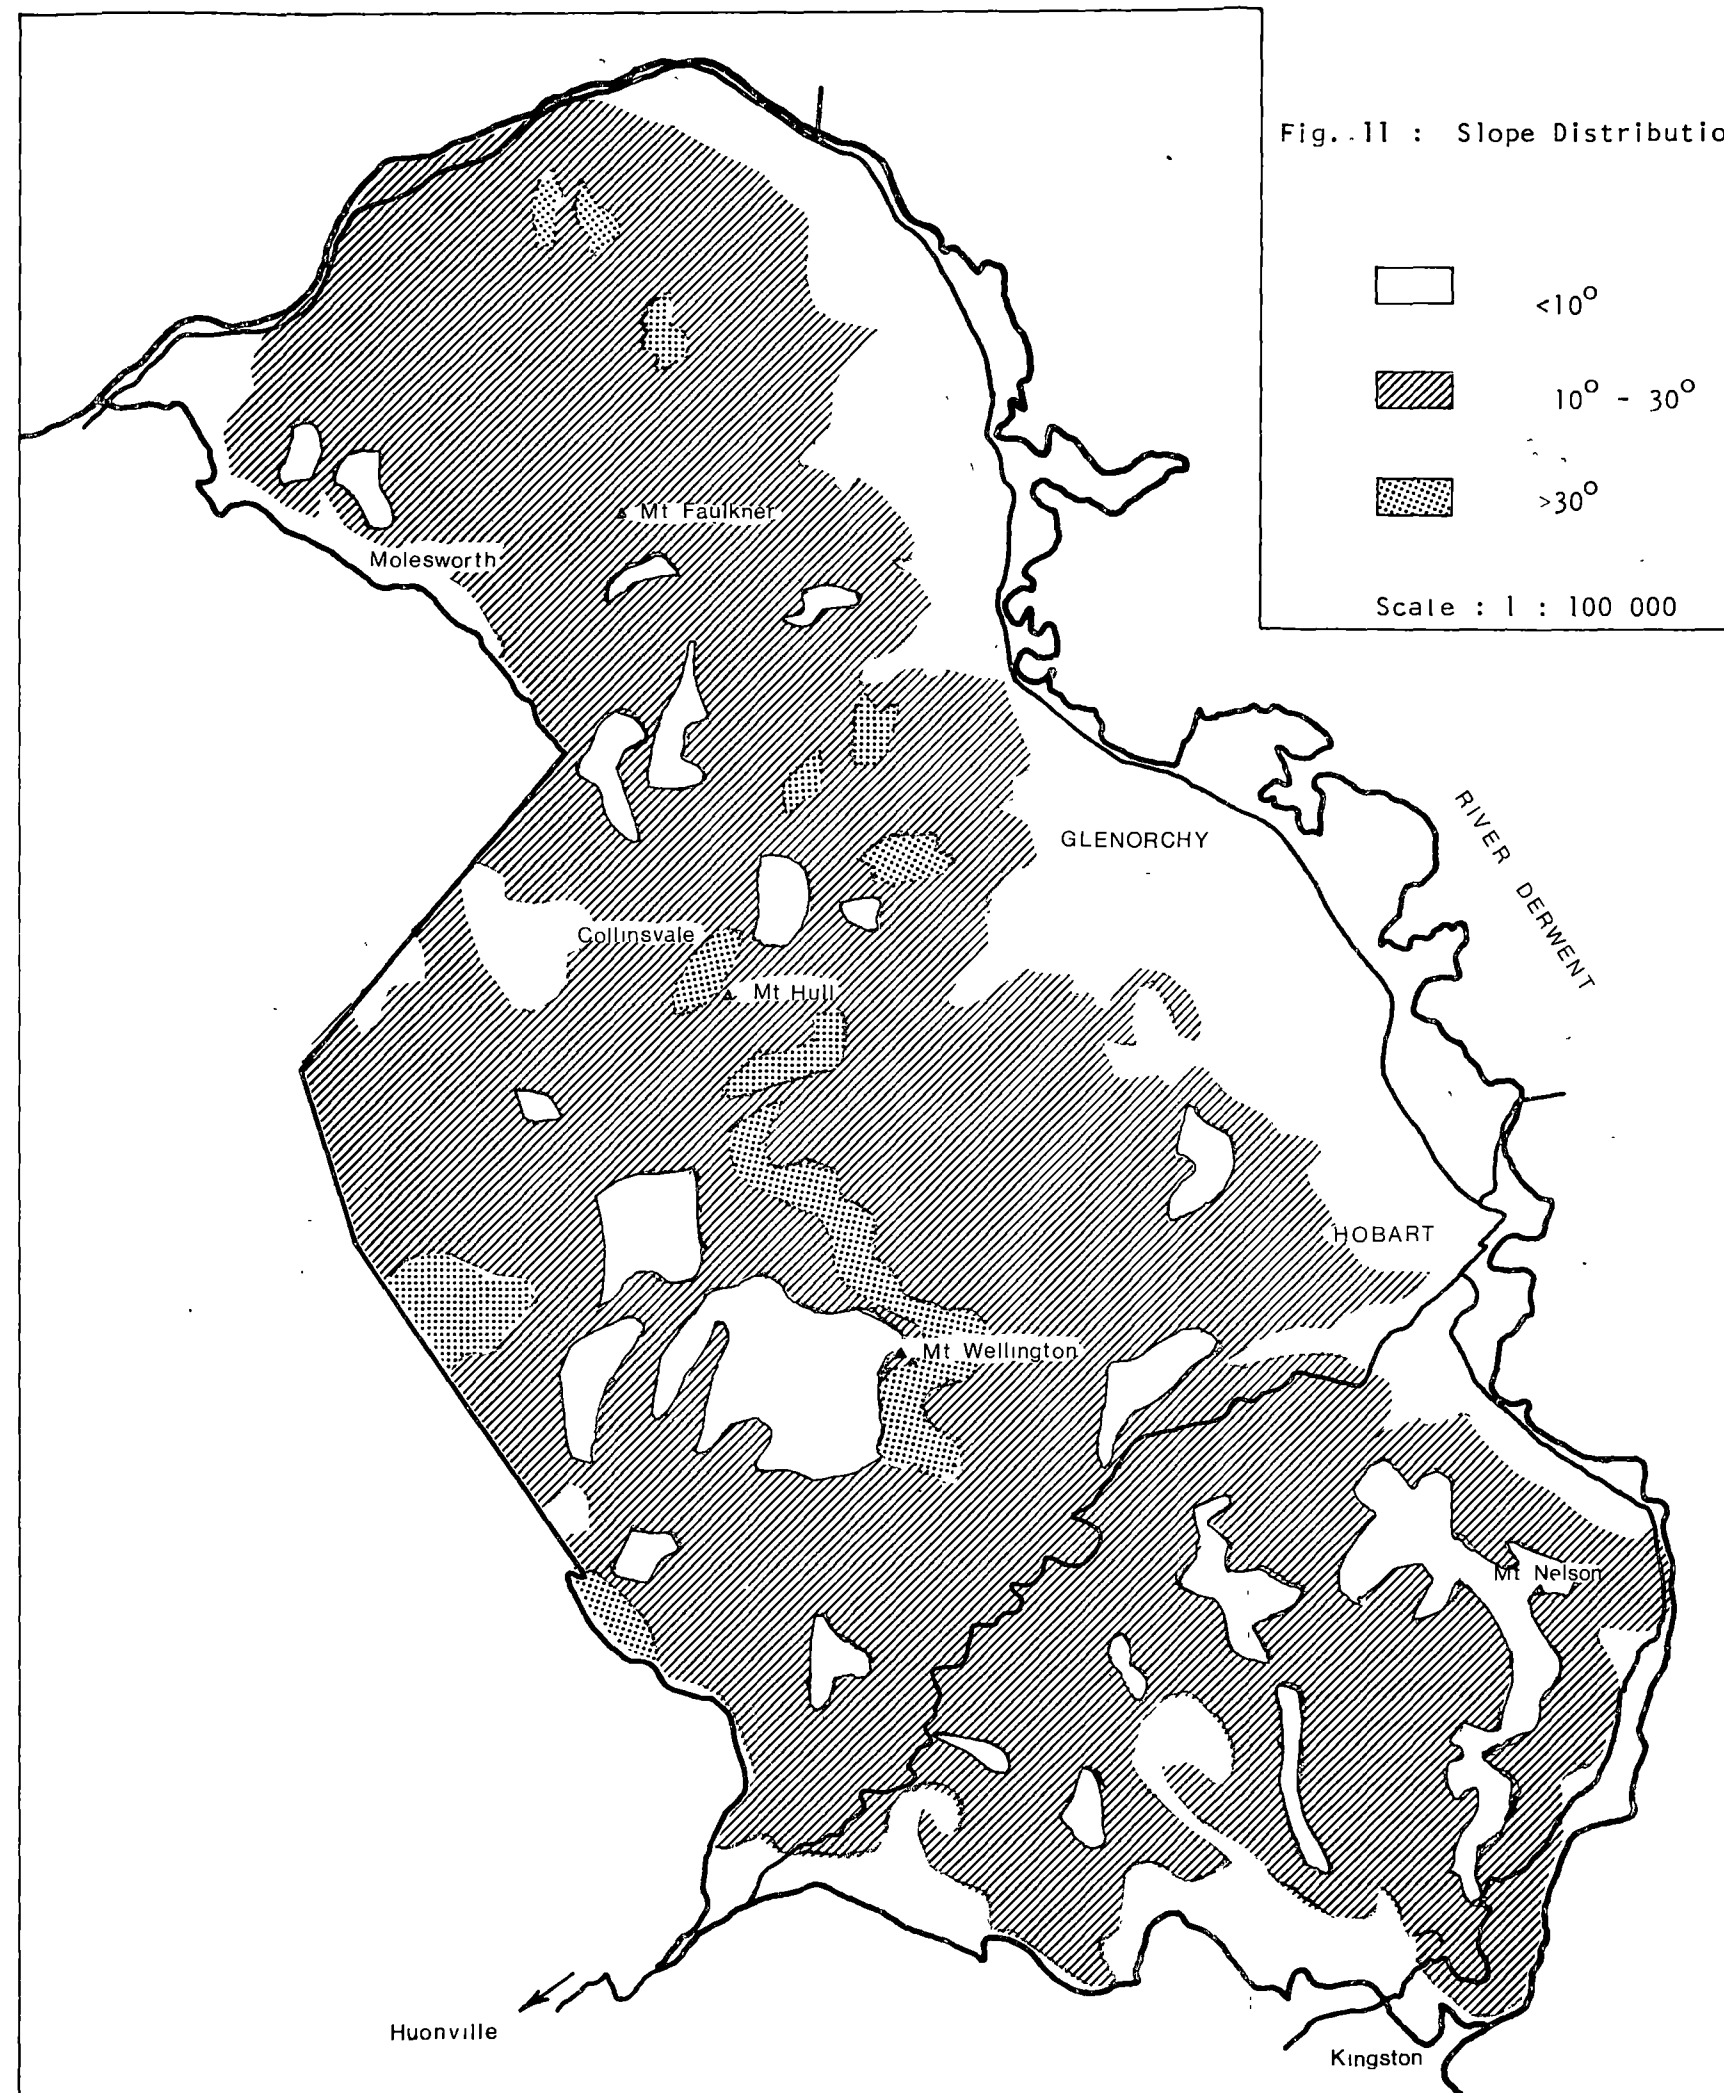 Fig. 11 : Slope Distributio
<10°
10° - 30°
>30°
Scale : 1 : 100 000
Mt Faulkner
Molesworth
GLENORCHY
RIVER DERWENT
Collinsvale
Mt Hull
HOBART
Mt Wellington
Mt Nelson
Huonville
Kingston